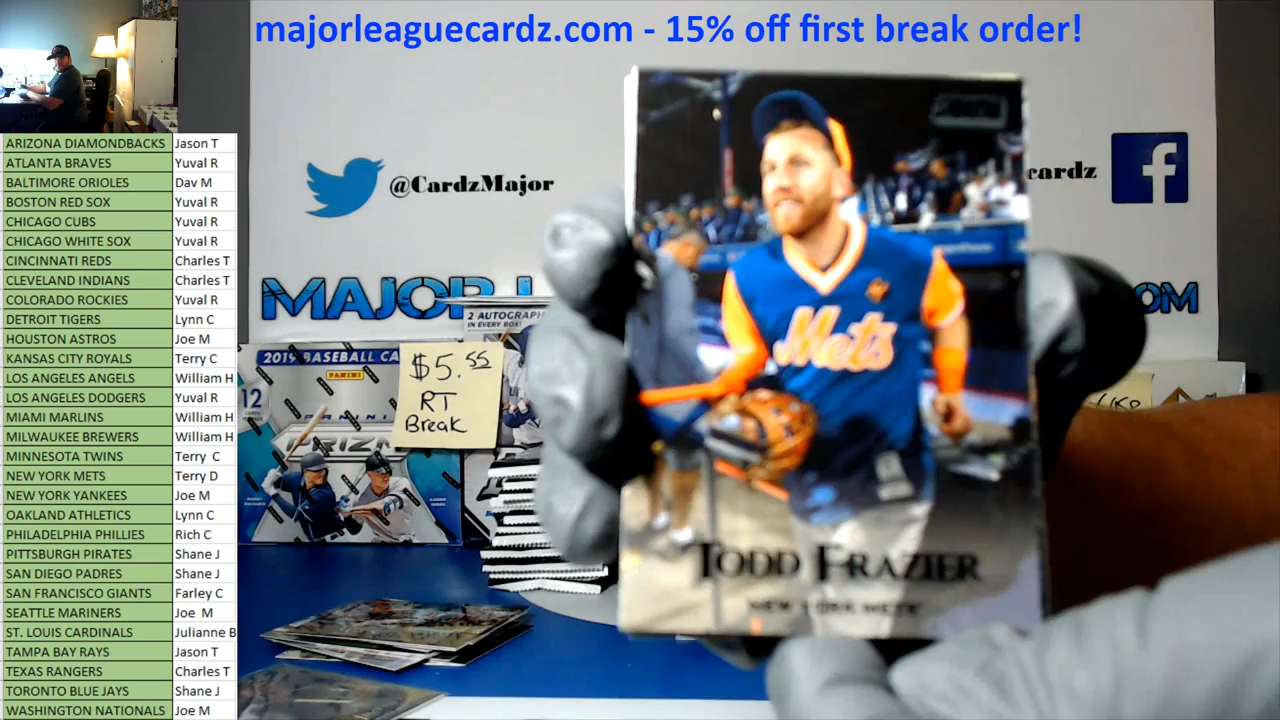 majorleaguecardz.com - 15% off first break order!
@CardzMajor
cardz
MAJOR L
OM
2 AUTOGRAPH
IN EVERY BOX!
2019 BASEBALL CA
PANINI
12
PRIZM
$5.55
RT
Break
Mets
TODD FRAZIER
NEW YORK METS
ARIZONA DIAMONDBACKS Jason T
ATLANTA BRAVES Yuval R
BALTIMORE ORIOLES Dav M
BOSTON RED SOX Yuval R
CHICAGO CUBS Yuval R
CHICAGO WHITE SOX Yuval R
CINCINNATI REDS Charles T
CLEVELAND INDIANS Charles T
COLORADO ROCKIES Yuval R
DETROIT TIGERS Lynn C
HOUSTON ASTROS Joe M
KANSAS CITY ROYALS Terry C
LOS ANGELES ANGELS William H
LOS ANGELES DODGERS Yuval R
MIAMI MARLINS William H
MILWAUKEE BREWERS William H
MINNESOTA TWINS Terry C
NEW YORK METS Terry D
NEW YORK YANKEES Joe M
OAKLAND ATHLETICS Lynn C
PHILADELPHIA PHILLIES Rich C
PITTSBURGH PIRATES Shane J
SAN DIEGO PADRES Shane J
SAN FRANCISCO GIANTS Farley C
SEATTLE MARINERS Joe M
ST. LOUIS CARDINALS Julianne B
TAMPA BAY RAYS Jason T
TEXAS RANGERS Charles T
TORONTO BLUE JAYS Shane J
WASHINGTON NATIONALS Joe M